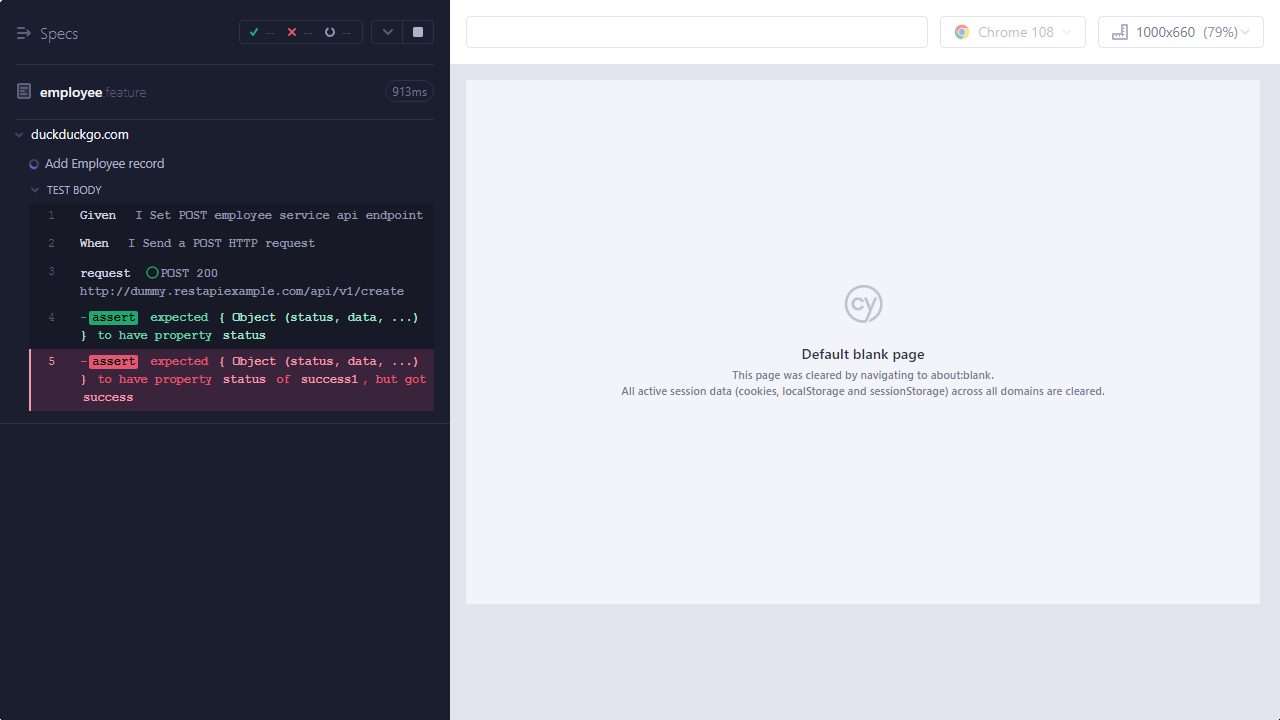 Specs
-- -- --
employee.feature
913ms
duckduckgo.com
Add Employee record
TEST BODY
1 Given I Set POST employee service api endpoint
2 When I Send a POST HTTP request
3 request POST 200
http://dummy.restapiexample.com/api/v1/create
4 -assert expected { Object (status, data, ...)
} to have property status
5 -assert expected { Object (status, data, ...)
} to have property status of success1, but got
success
Chrome 108
1000x660 (79%)
cy
Default blank page
This page was cleared by navigating to about:blank.
All active session data (cookies, localStorage and sessionStorage) across all domains are cleared.